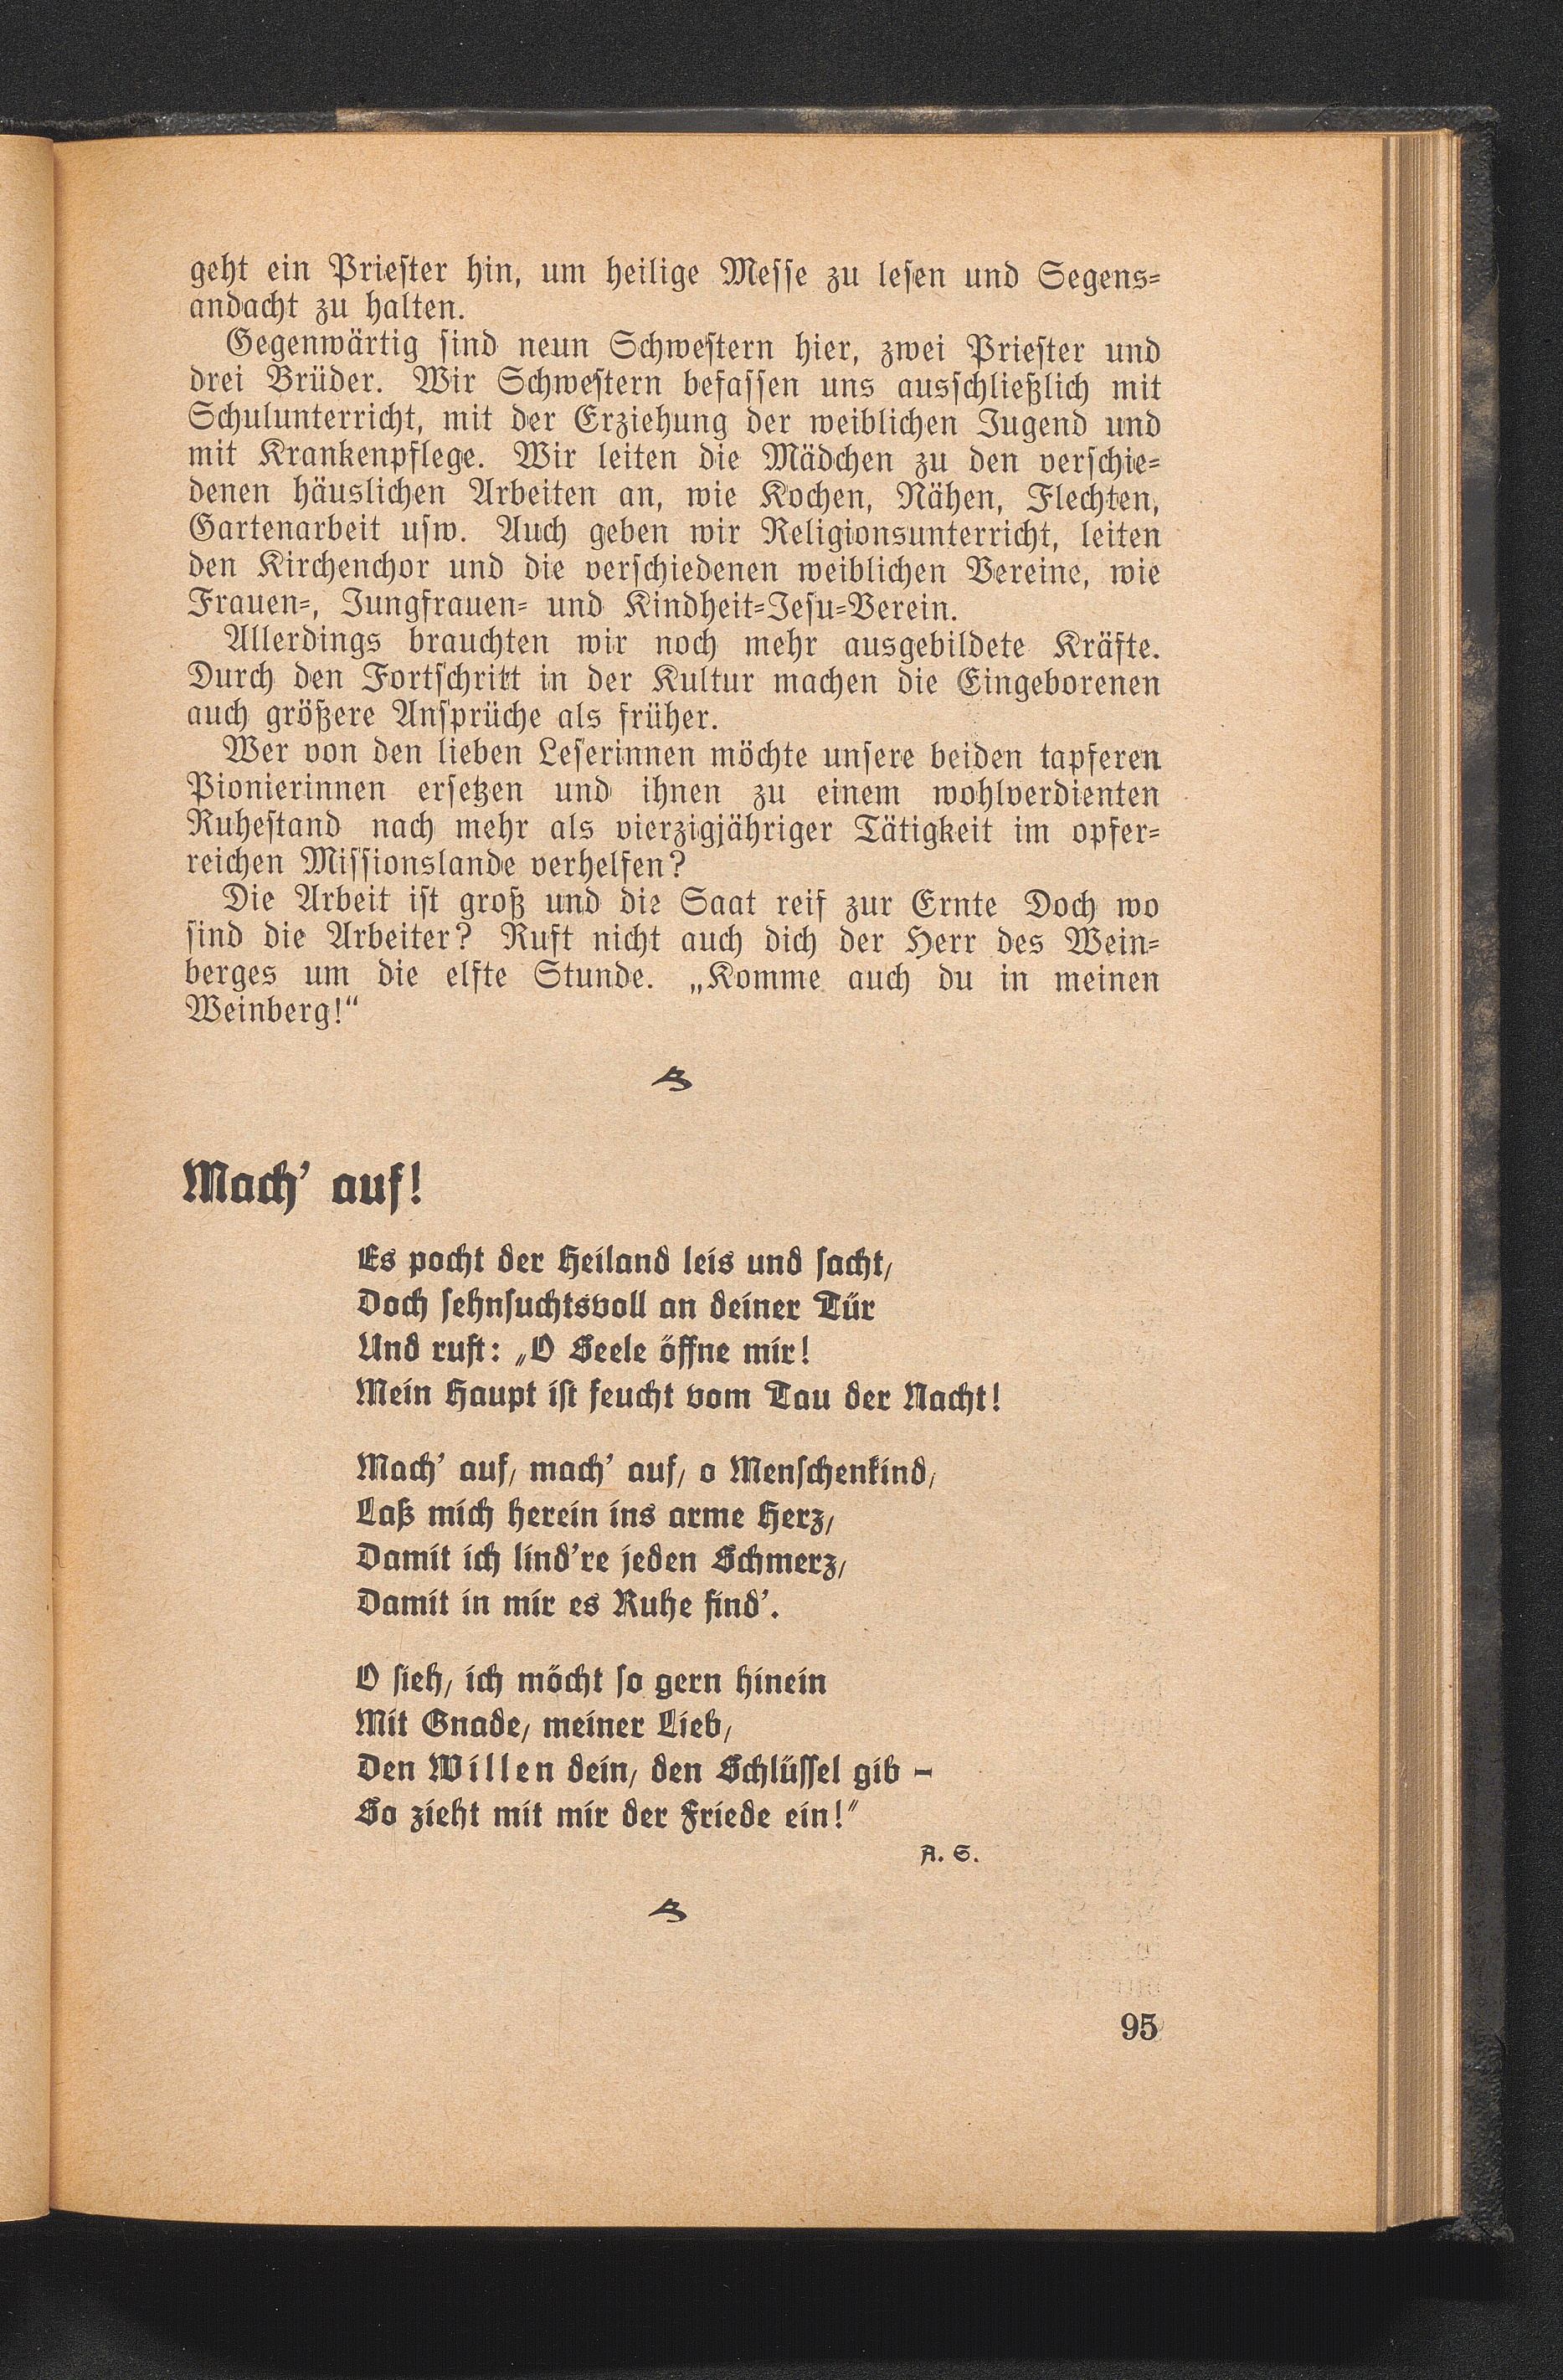 geht ein Priester hin, um heilige Messe zu lesen und Segens-
andacht zu halten.
Gegenwärtig sind neun Schwestern hier, zwei Priester und
drei Brüder. Wir Schwestern befassen uns ausschließlich mit
Schulunterricht, mit der Erziehung der weiblichen Jugend und
mit Krankenpflege. Wir leiten die Mädchen zu den verschie-
denen häuslichen Arbeiten an, wie Kochen, Nähen, Flechten,
Gartenarbeit usw. Auch geben wir Religionsunterricht, leiten
den Kirchenchor und die verschiedenen weiblichen Vereine, wie
Frauen-, Jungfrauen- und Kindheit-Jesu-Verein.
Allerdings brauchten wir noch mehr ausgebildete Kräfte.
Durch den Fortschritt in der Kultur machen die Eingeborenen
auch größere Ansprüche als früher.
Wer von den lieben Leserinnen möchte unsere beiden tapferen
Pionierinnen ersetzen und ihnen zu einem wohlverdienten
Ruhestand nach mehr als vierzigjähriger Tätigkeit im opfer-
reichen Missionslande verhelfen?
Die Arbeit ist groß und die Saat reif zur Ernte Doch wo
sind die Arbeiter? Ruft nicht auch dich der Herr des Wein-
berges um die elfte Stunde. „Komme auch du in meinen
Weinberg!“
Mach' auf!
Es pocht der Heiland leis und sacht,
Doch sehnsuchtsvoll an deiner Tür
Und ruft: „O Seele öffne mir!
Mein Haupt ist feucht vom Tau der Nacht!
Mach' auf, mach' auf, o Menschenkind,
Laß mich herein ins arme Herz,
Damit ich lind're jeden Schmerz,
Damit in mir es Ruhe find'.
O sieh, ich möcht so gern hinein
Mit Gnade, meiner Lieb,
Den Willen dein, den Schlüssel gib –
So zieht mit mir der Friede ein!“
A. S.
95